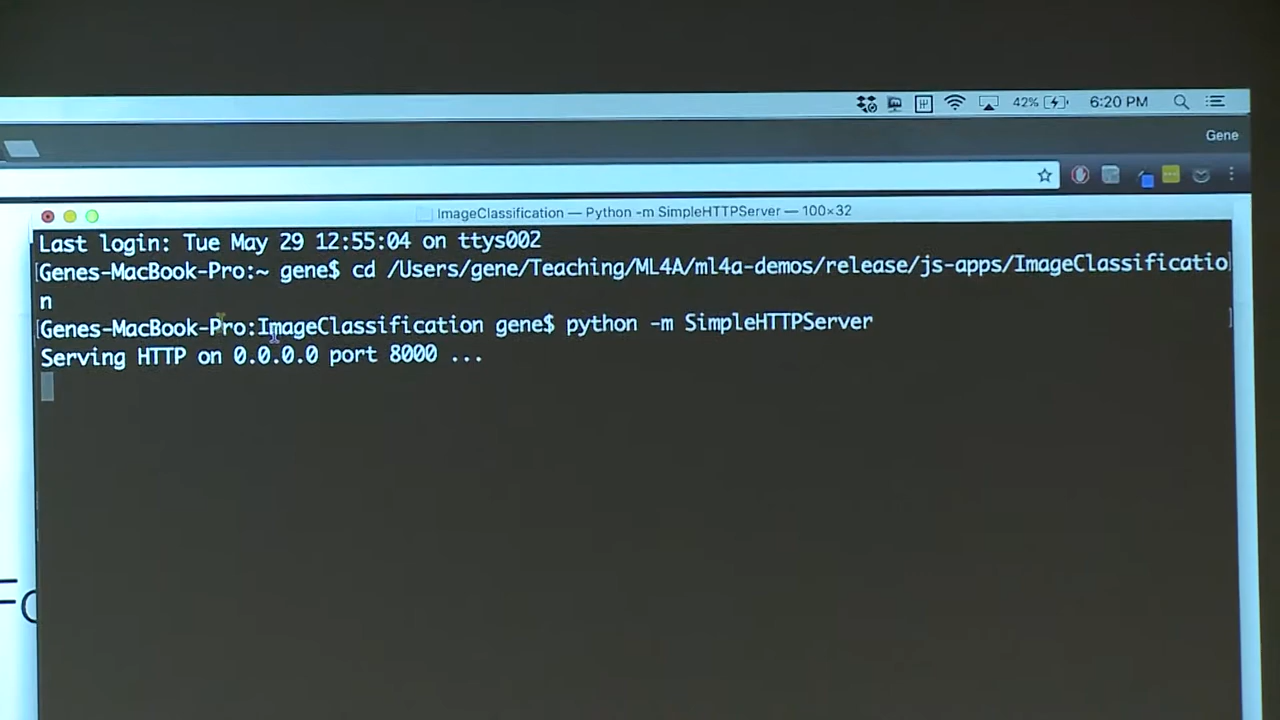 42% 6:20 PM
Gene
ImageClassification — Python -m SimpleHTTPServer — 100×32
Last login: Tue May 29 12:55:04 on ttys002
[Genes-MacBook-Pro:~ gene$ cd /Users/gene/Teaching/ML4A/ml4a-demos/release/js-apps/ImageClassificatio]
n
[Genes-MacBook-Pro:ImageClassification gene$ python -m SimpleHTTPServer ]
Serving HTTP on 0.0.0.0 port 8000 ...
Fo